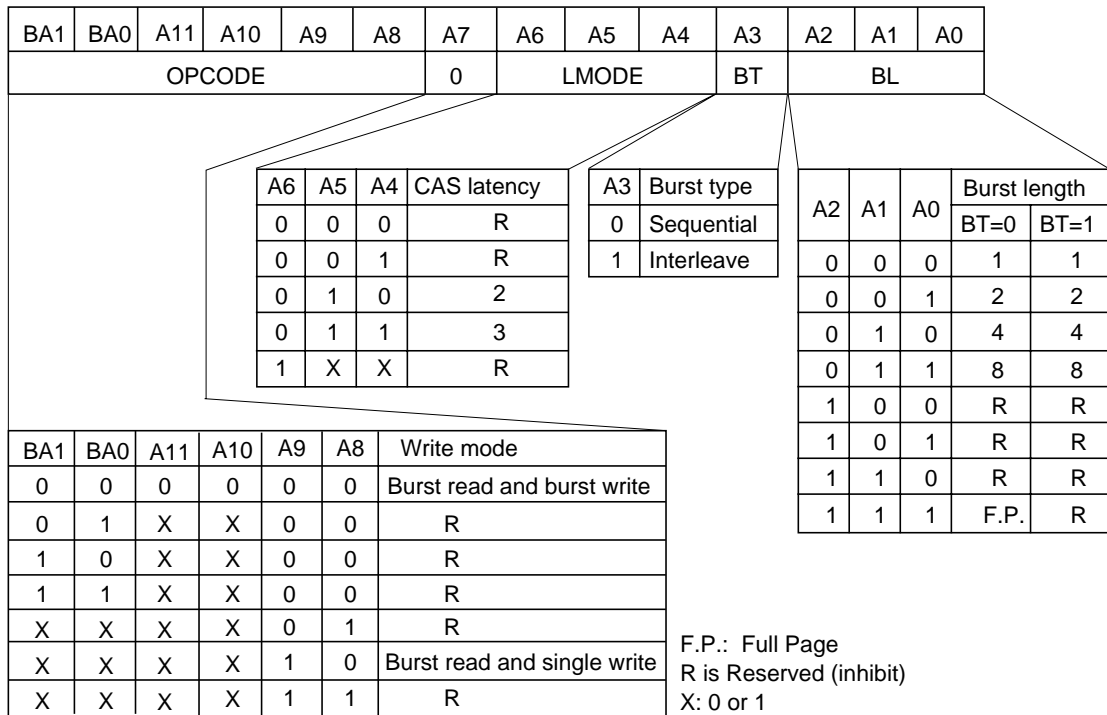 BA1 BA0 A11 A10 A9 A8 A7 A6 A5 A4 A3 A2 A1 A0
OPCODE 0 LMODE BT BL
A6 A5 A4 CAS latency
0 0 0 R
0 0 1 R
0 1 0 2
0 1 1 3
1 X X R
A3 Burst type
0 Sequential
1 Interleave
A2 A1 A0 Burst length
BT=0 BT=1
0 0 0 1 1
0 0 1 2 2
0 1 0 4 4
0 1 1 8 8
1 0 0 R R
1 0 1 R R
1 1 0 R R
1 1 1 F.P. R
BA1 BA0 A11 A10 A9 A8 Write mode
0 0 0 0 0 0 Burst read and burst write
0 1 X X 0 0 R
1 0 X X 0 0 R
1 1 X X 0 0 R
X X X X 0 1 R
X X X X 1 0 Burst read and single write
X X X X 1 1 R
F.P.: Full Page
R is Reserved (inhibit)
X: 0 or 1